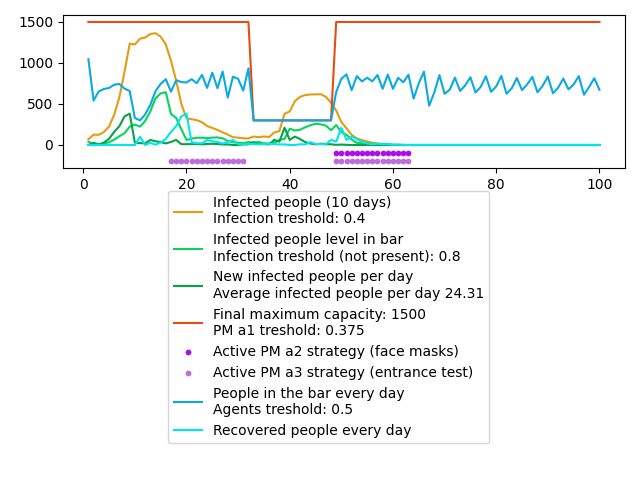 1500
1000
500
0
0 20 40 60 80 100
Infected people (10 days)
Infection treshold: 0.4
Infected people level in bar
Infection treshold (not present): 0.8
New infected people per day
Average infected people per day 24.31
Final maximum capacity: 1500
PM a1 treshold: 0.375
Active PM a2 strategy (face masks)
Active PM a3 strategy (entrance test)
People in the bar every day
Agents treshold: 0.5
Recovered people every day